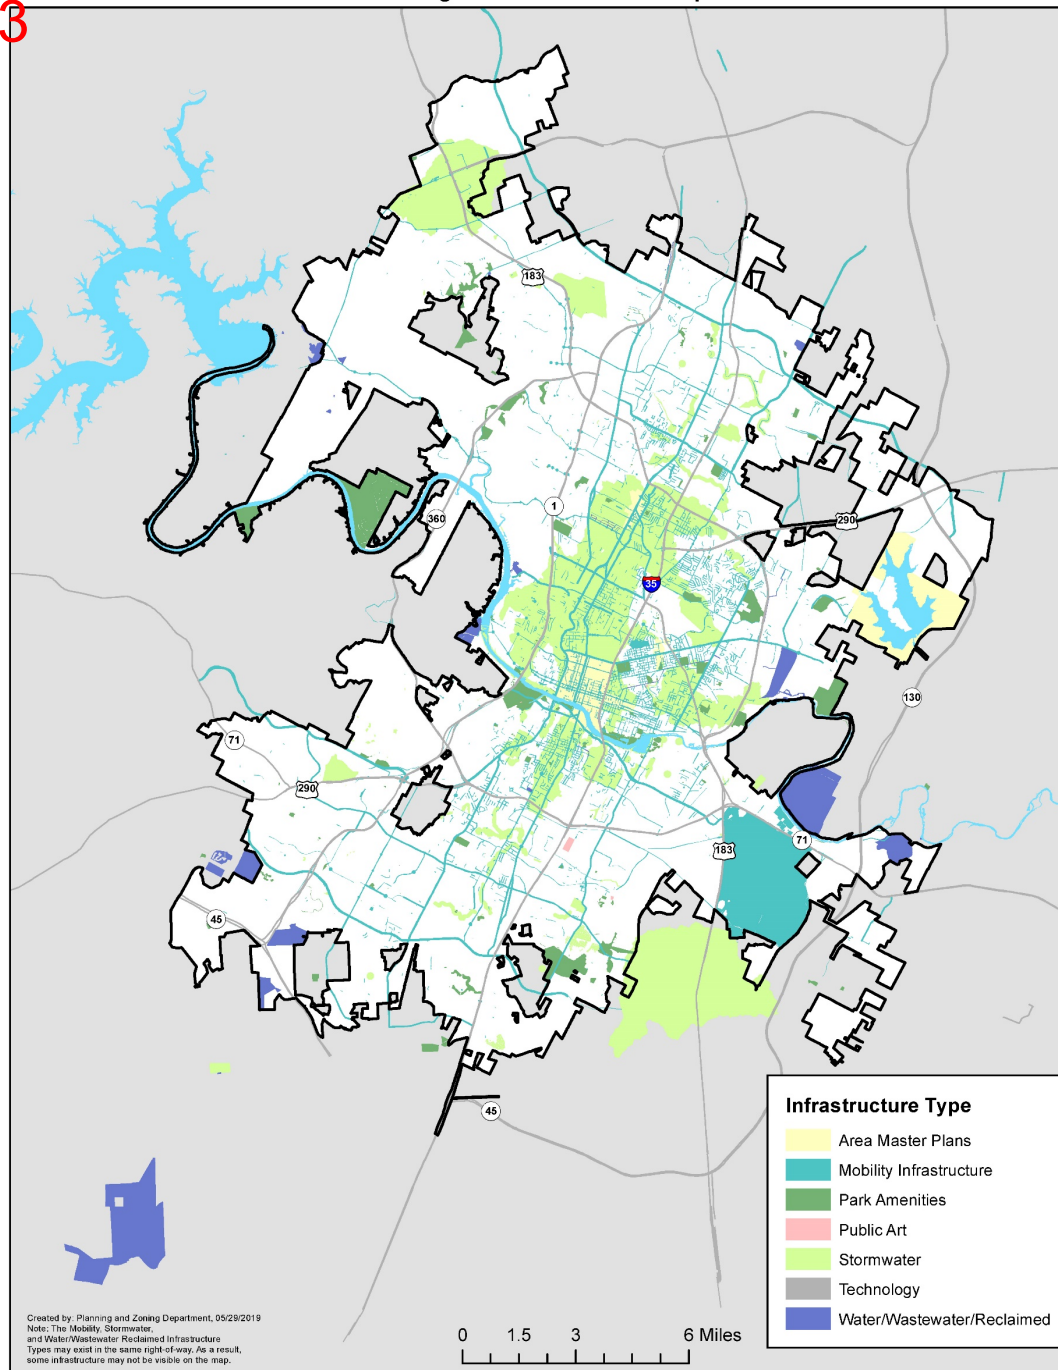 3
183
1
360
290
35
130
71
290
183
71
45
45
Infrastructure Type
Area Master Plans
Mobility Infrastructure
Park Amenities
Public Art
Stormwater
Technology
Water/Wastewater/Reclaimed
Created by: Planning and Zoning Department, 05/29/2019
Note: The Mobility, Stormwater,
and Water/Wastewater Reclaimed Infrastructure
Types may exist in the same right-of-way. As a result,
some infrastructure may not be visible on the map.
0 1.5 3 6 Miles